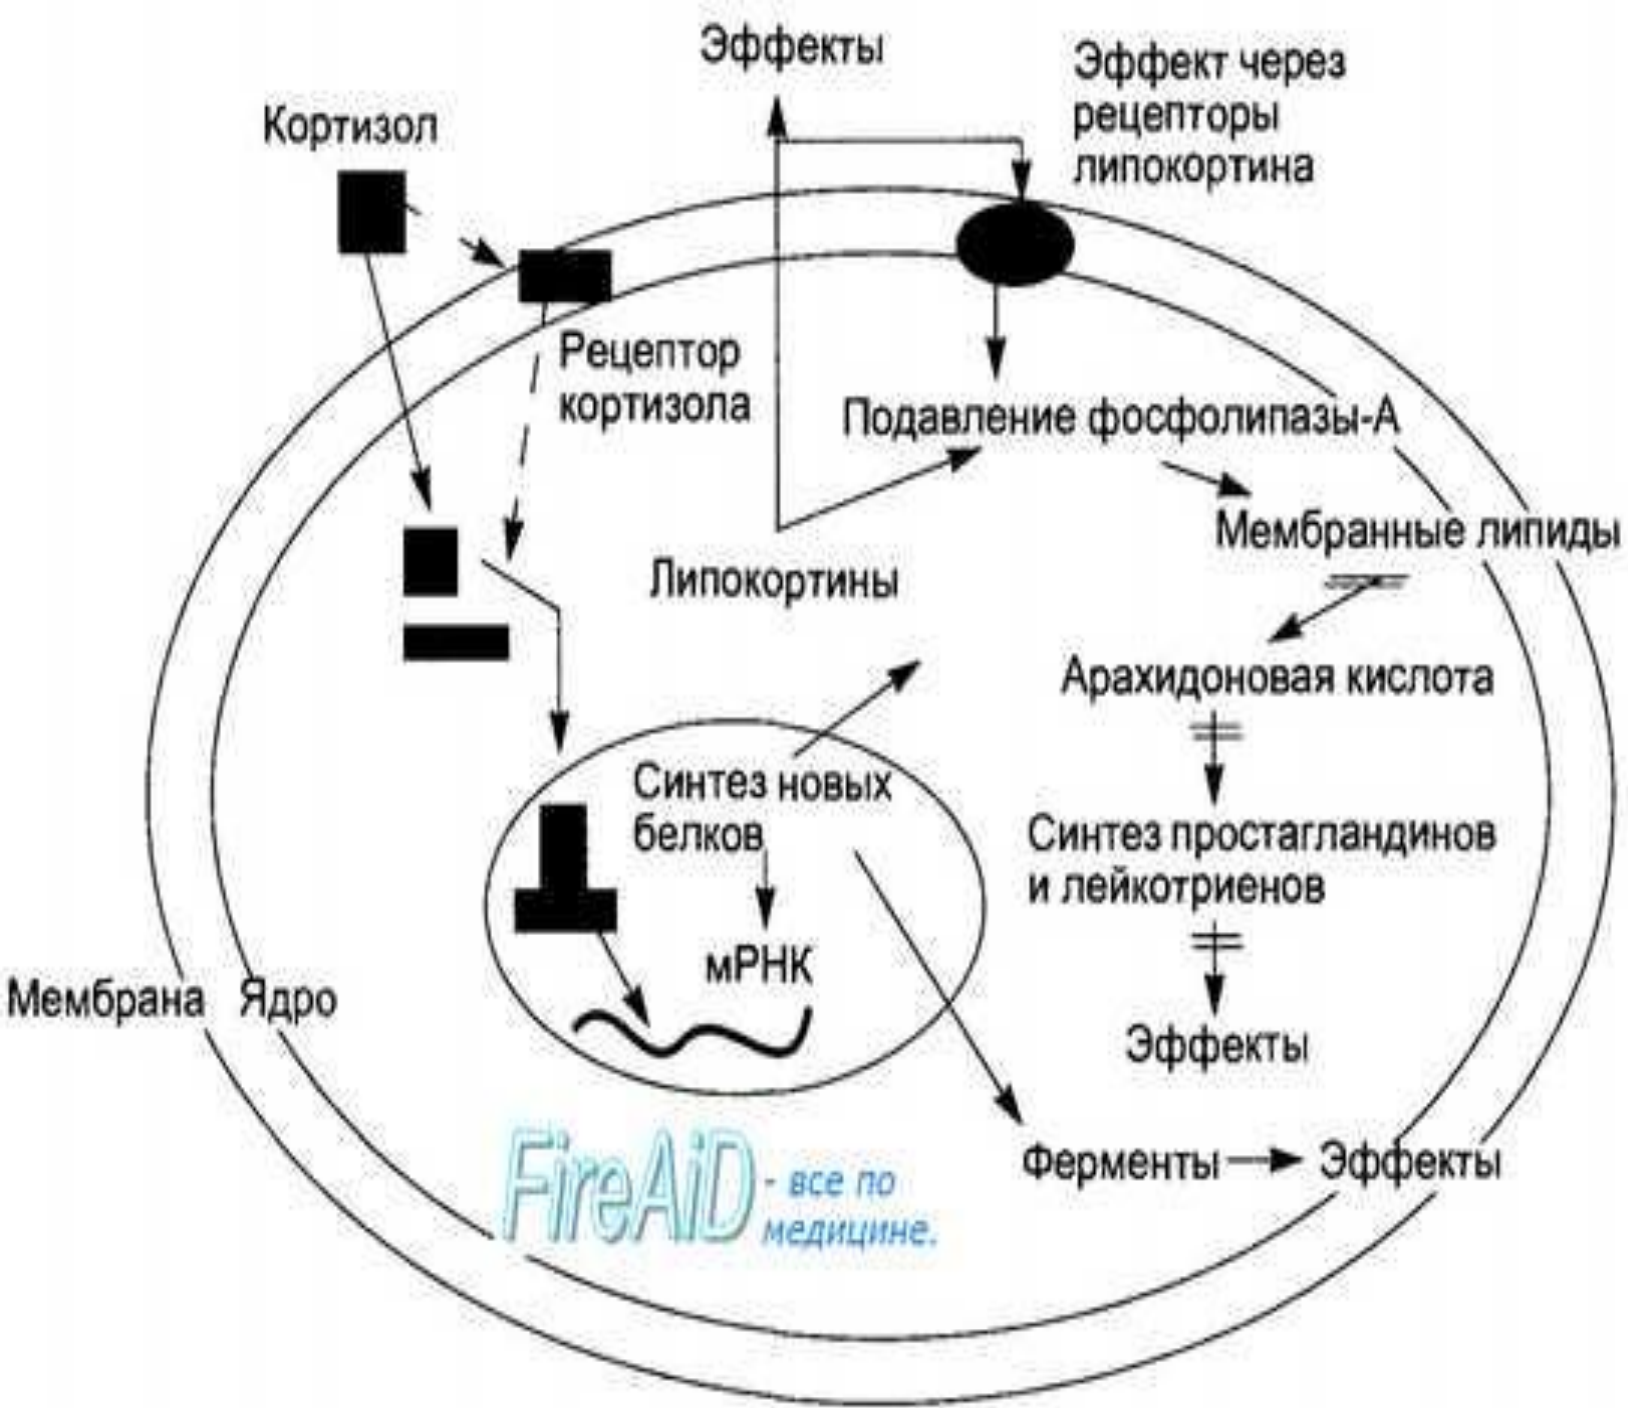 Эффекты
Эффект через
рецепторы
липокортина
Кортизол
Рецептор
кортизола
Подавление фосфолипазы-А
Мембранные липиды
Липокортины
Арахидоновая кислота
Синтез новых
белков
Синтез простагландинов
и лейкотриенов
мРНК
Мембрана Ядро
Эффекты
Ферменты
Эффекты
FireAiD - все по
медицине.